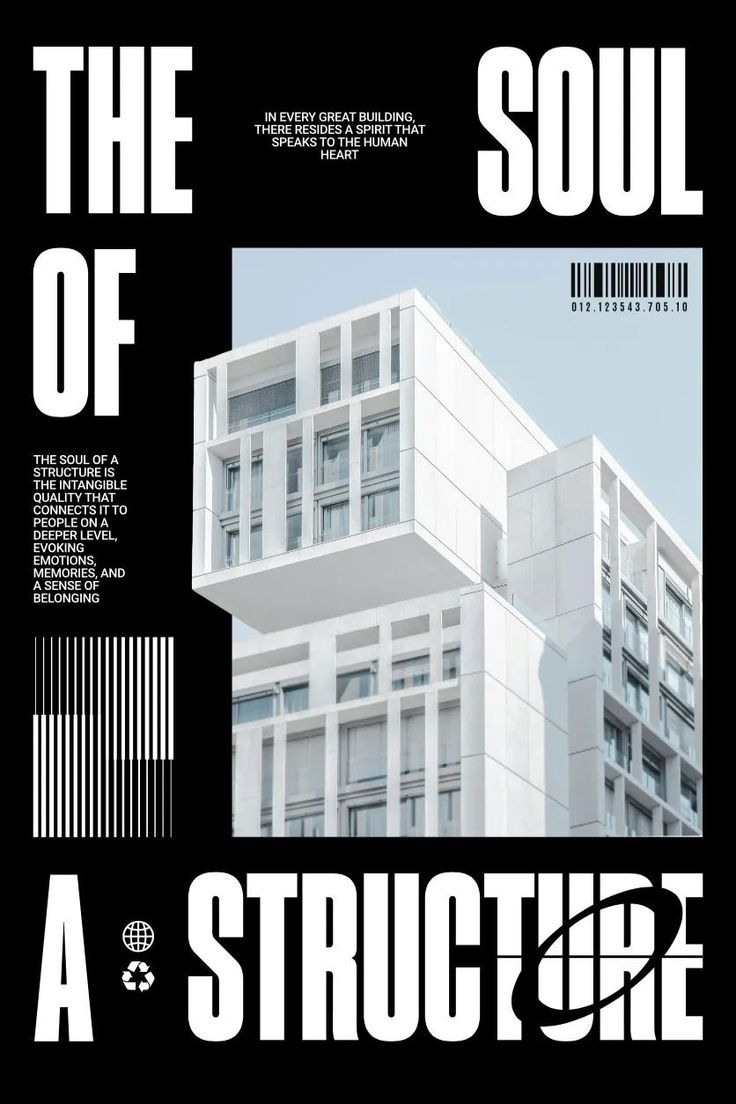 THE
IN EVERY GREAT BUILDING,
THERE RESIDES A SPIRIT THAT
SPEAKS TO THE HUMAN
HEART
SOUL
OF
012.123543.705.10
THE SOUL OF A
STRUCTURE IS
THE INTANGIBLE
QUALITY THAT
CONNECTS IT TO
PEOPLE ON A
DEEPER LEVEL,
EVOKING
EMOTIONS,
MEMORIES, AND
A SENSE OF
BELONGING
A STRUCTURE